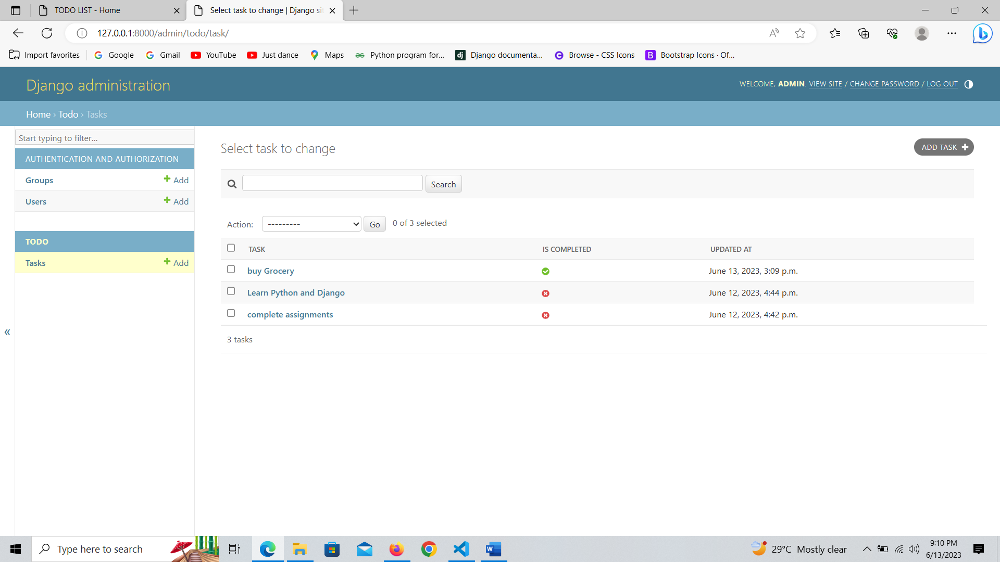 TODO LIST - Home
Select task to change | Django si
127.0.0.1:8000/admin/todo/task/
Import favorites Google Gmail YouTube Just dance Maps Python program for... Django documenta... Browse - CSS Icons Bootstrap Icons · Of...
Django administration
WELCOME, ADMIN. VIEW SITE / CHANGE PASSWORD / LOG OUT
Home › Todo › Tasks
Start typing to filter...
AUTHENTICATION AND AUTHORIZATION
Groups Add
Users Add
TODO
Tasks Add
«
Select task to change
ADD TASK
Search
Action: --------- Go 0 of 3 selected
TASK IS COMPLETED UPDATED AT
buy Grocery June 13, 2023, 3:09 p.m.
Learn Python and Django June 12, 2023, 4:44 p.m.
complete assignments June 12, 2023, 4:42 p.m.
3 tasks
Type here to search
29°C Mostly clear
9:10 PM
6/13/2023